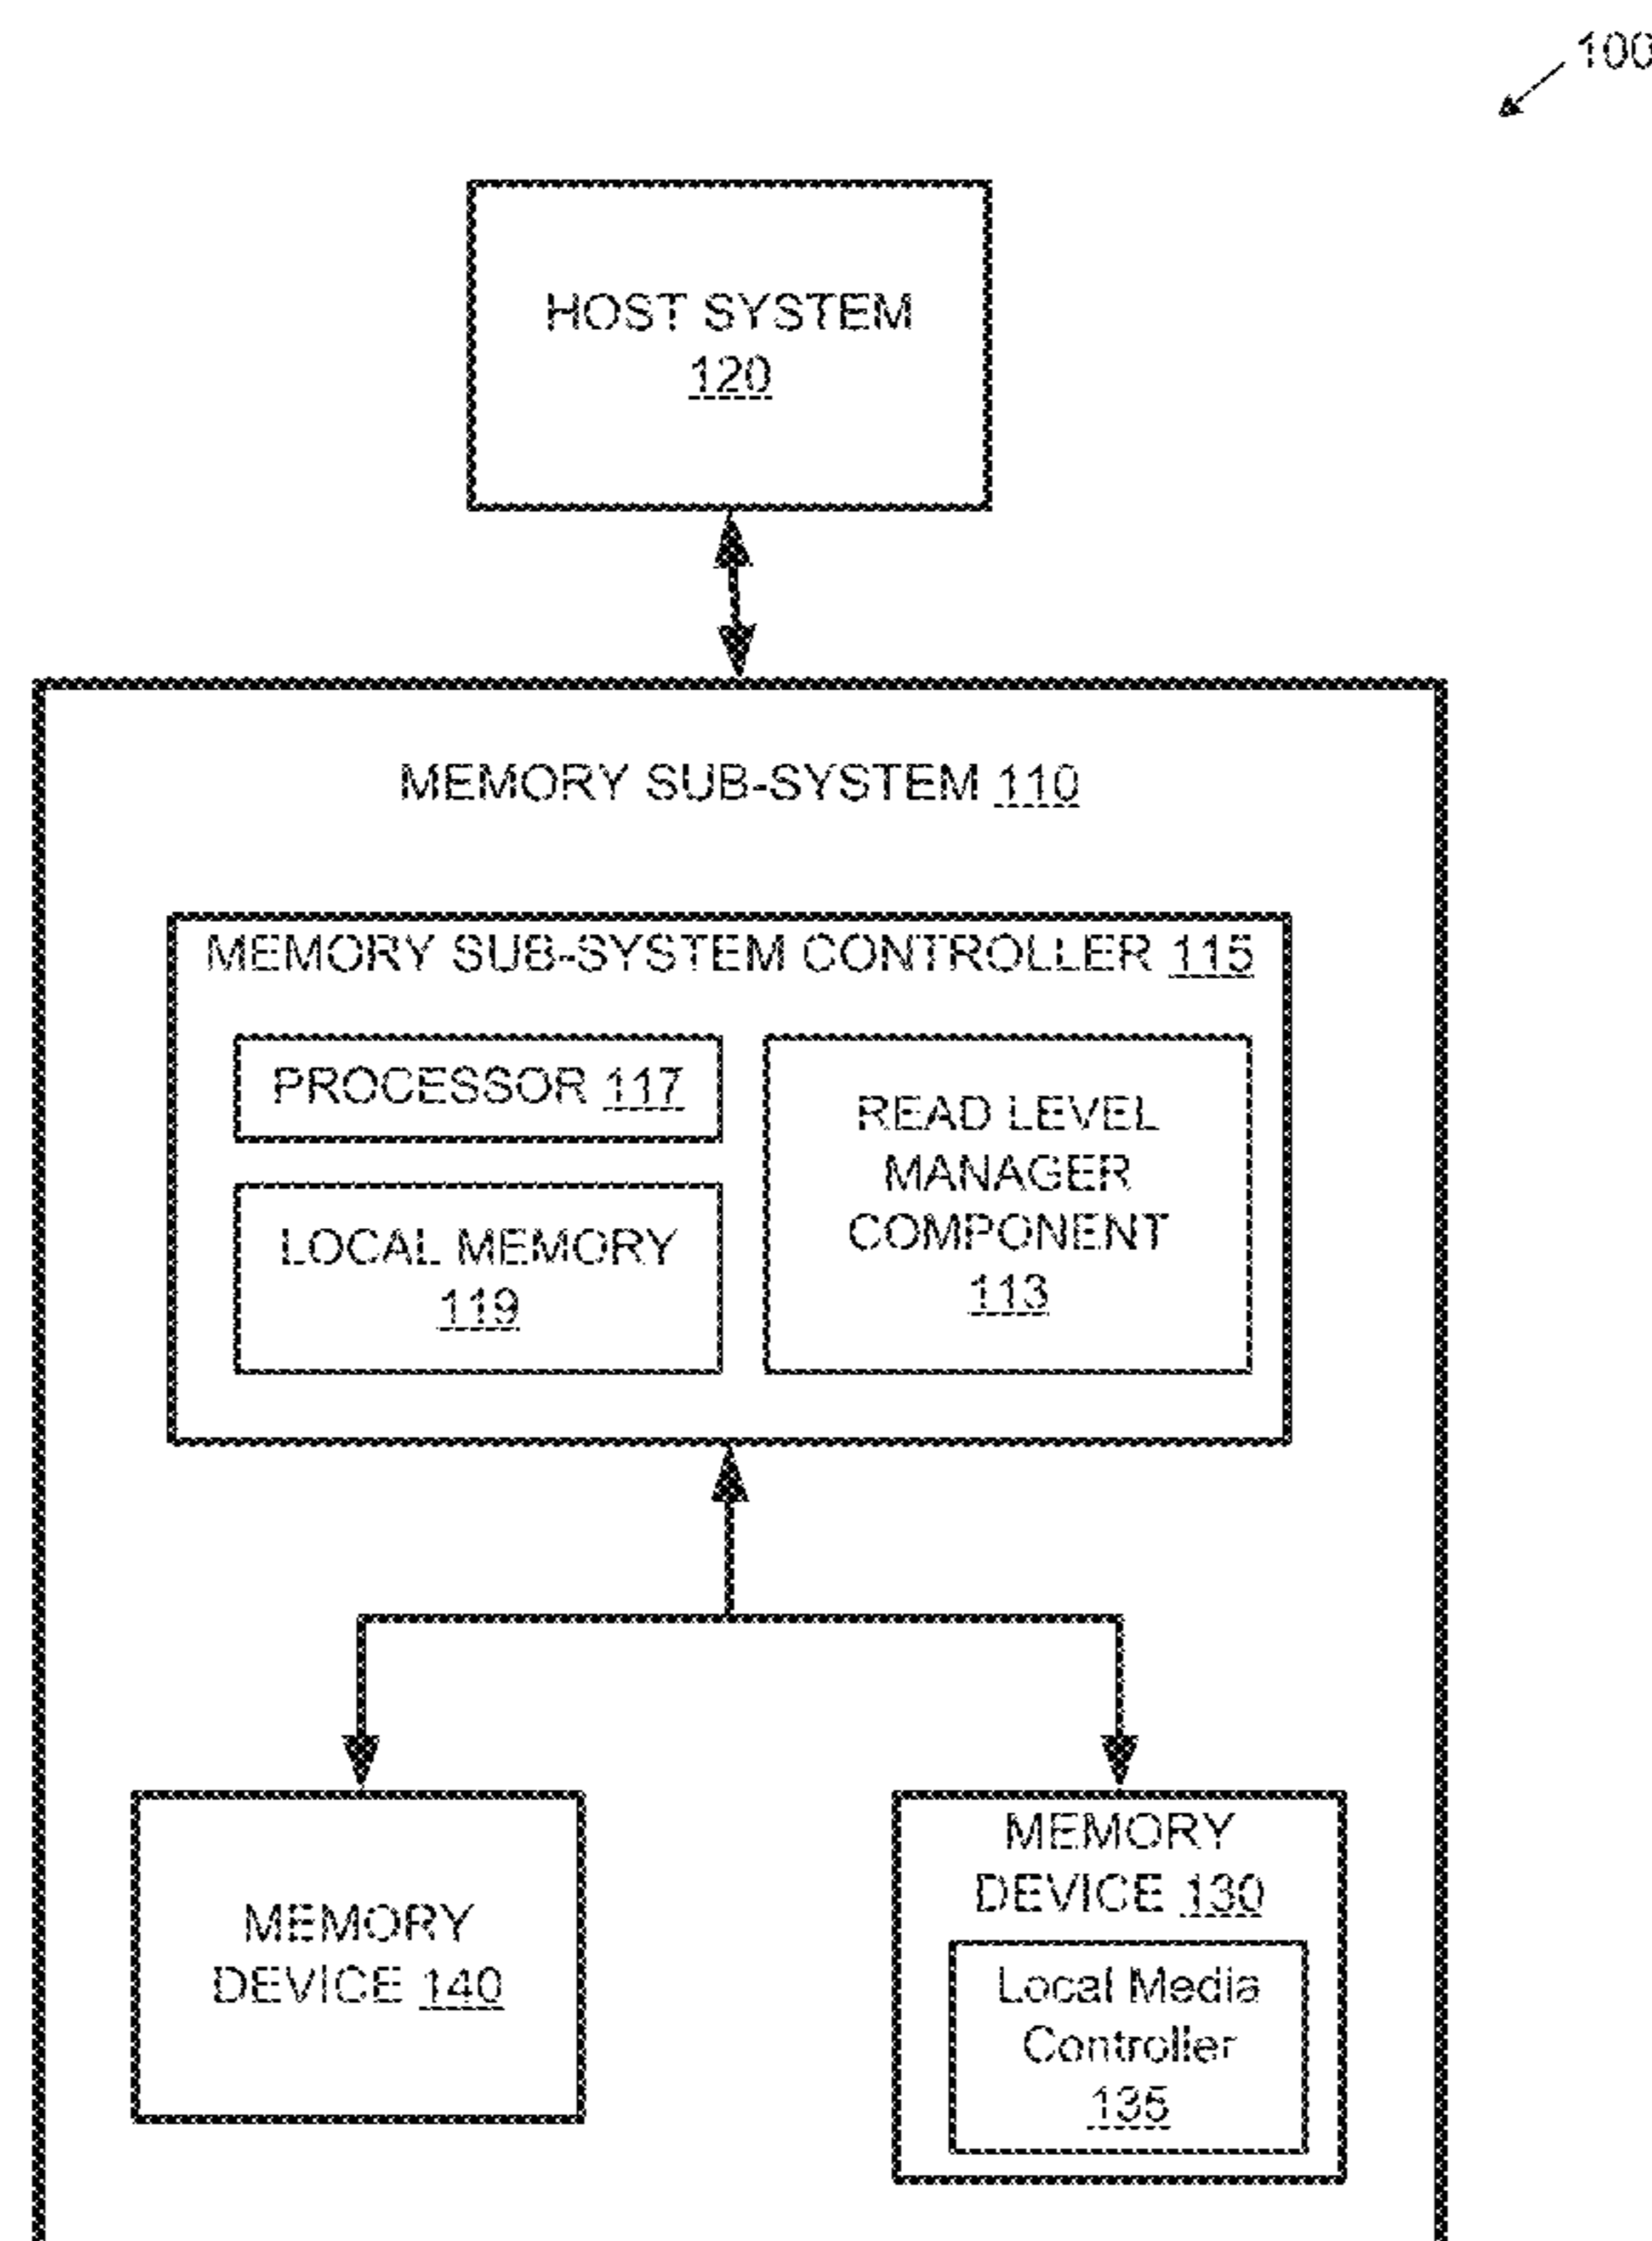 100
HOST SYSTEM
120
MEMORY SUB-SYSTEM 110
MEMORY SUB-SYSTEM CONTROLLER 115
PROCESSOR 117
LOCAL MEMORY
119
READ LEVEL
MANAGER
COMPONENT
113
MEMORY
DEVICE 140
MEMORY
DEVICE 130
Local Media
Controller
135